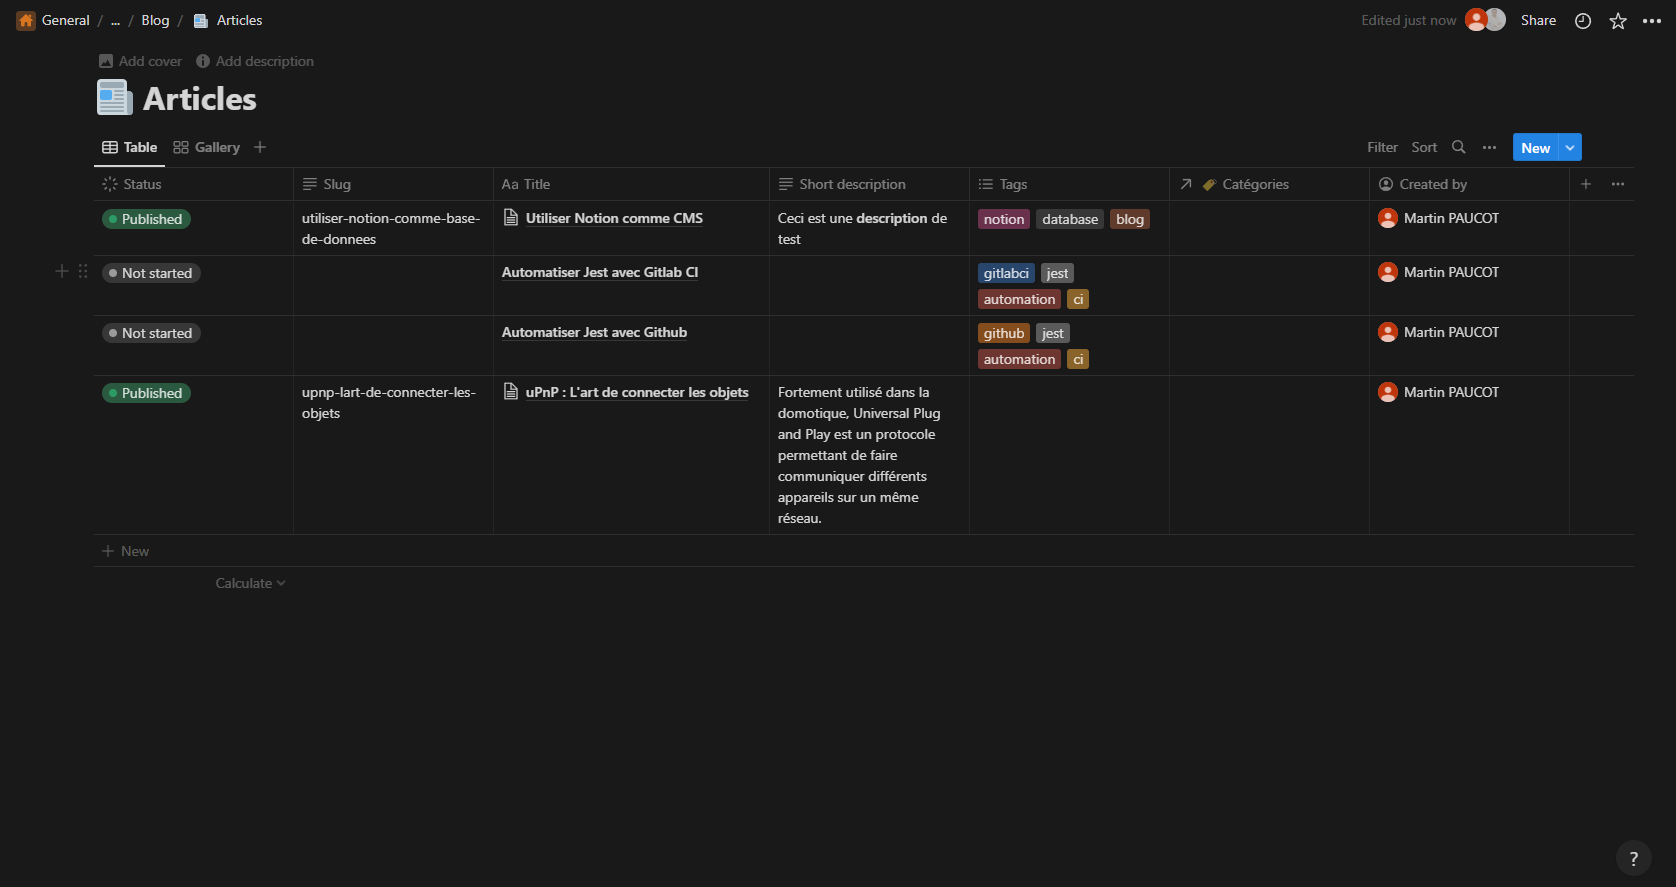 General / ... / Blog / Articles
Edited just now
Share
Add cover Add description
Articles
Table Gallery
Filter Sort
New
Status Slug Aa Title Short description Tags Catégories Created by
Published
utiliser-notion-comme-base-
de-donnees
Utiliser Notion comme CMS
Ceci est une description de
test
notion database blog
Martin PAUCOT
Not started
Automatiser Jest avec Gitlab CI
gitlabci jest
automation ci
Martin PAUCOT
Not started
Automatiser Jest avec Github
github jest
automation ci
Martin PAUCOT
Published
upnp-lart-de-connecter-les-
objets
uPnP : L'art de connecter les objets
Fortement utilisé dans la
domotique, Universal Plug
and Play est un protocole
permettant de faire
communiquer différents
appareils sur un même
réseau.
Martin PAUCOT
New
Calculate
?